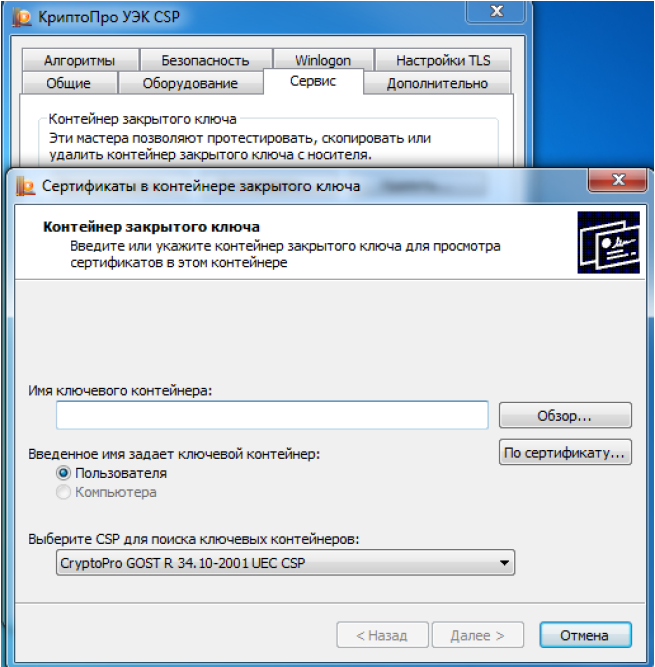 КриптоПро УЭК CSP
Алгоритмы
Безопасность
Winlogon
Настройки TLS
Общие
Оборудование
Сервис
Дополнительно
Контейнер закрытого ключа
Эти мастера позволяют протестировать, скопировать или
удалить контейнер закрытого ключа с носителя.
Сертификаты в контейнере закрытого ключа
Контейнер закрытого ключа
Введите или укажите контейнер закрытого ключа для просмотра
сертификатов в этом контейнере
Имя ключевого контейнера:
Обзор...
Введенное имя задает ключевой контейнер:
По сертификату...
Пользователя
Компьютера
Выберите CSP для поиска ключевых контейнеров:
CryptoPro GOST R 34.10-2001 UEC CSP
< Назад
Далее >
Отмена